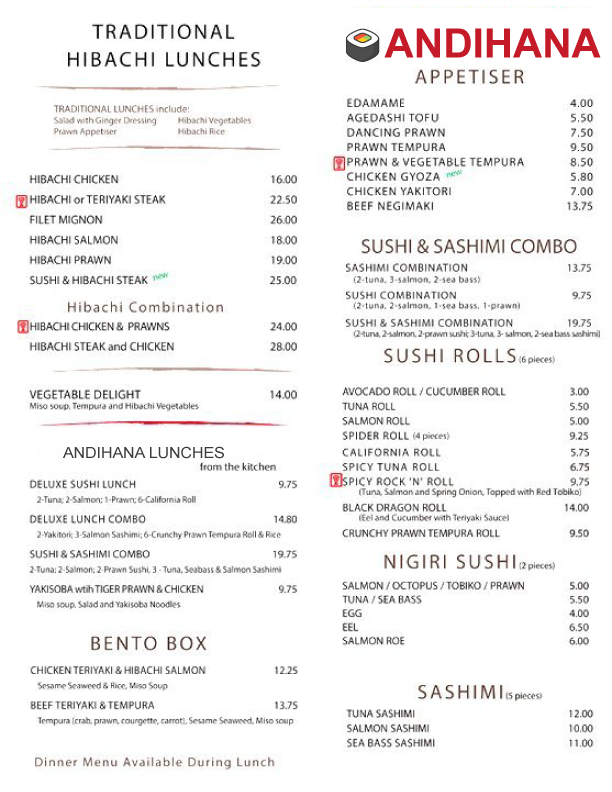 TRADITIONAL
HIBACHI LUNCHES
TRADITIONAL LUNCHES include:
Salad with Ginger Dressing Hibachi Vegetables
Prawn Appetiser Hibachi Rice
HIBACHI CHICKEN 16.00
HIBACHI or TERIYAKI STEAK 22.50
FILET MIGNON 26.00
HIBACHI SALMON 18.00
HIBACHI PRAWN 19.00
SUSHI & HIBACHI STEAK new 25.00
Hibachi Combination
HIBACHI CHICKEN & PRAWNS 24.00
HIBACHI STEAK and CHICKEN 28.00
VEGETABLE DELIGHT 14.00
Miso soup, Tempura and Hibachi Vegetables
ANDIHANA LUNCHES
from the kitchen
DELUXE SUSHI LUNCH 9.75
2-Tuna; 2-Salmon; 1-Prawn; 6-California Roll
DELUXE LUNCH COMBO 14.80
2-Yakitori; 3-Salmon Sashimi; 6-Crunchy Prawn Tempura Roll & Rice
SUSHI & SASHIMI COMBO 19.75
2-Tuna; 2-Salmon; 2-Prawn Sushi, 3 - Tuna, Seabass & Salmon Sashimi
YAKISOBA wtih TIGER PRAWN & CHICKEN 9.75
Miso soup, Salad and Yakisoba Noodles
BENTO BOX
CHICKEN TERIYAKI & HIBACHI SALMON 12.25
Sesame Seaweed & Rice, Miso Soup
BEEF TERIYAKI & TEMPURA 13.75
Tempura (crab, prawn, courgette, carrot), Sesame Seaweed, Miso soup
Dinner Menu Available During Lunch
ANDIHANA
APPETISER
EDAMAME 4.00
AGEDASHI TOFU 5.50
DANCING PRAWN 7.50
PRAWN TEMPURA 9.50
PRAWN & VEGETABLE TEMPURA 8.50
CHICKEN GYOZA new 5.80
CHICKEN YAKITORI 7.00
BEEF NEGIMAKI 13.75
SUSHI & SASHIMI COMBO
SASHIMI COMBINATION 13.75
(2-tuna, 3-salmon, 2-sea bass)
SUSHI COMBINATION 9.75
(2-tuna, 2-salmon, 1-sea bass, 1-prawn)
SUSHI & SASHIMI COMBINATION 19.75
(2-tuna, 2-salmon, 2-prawn sushi; 3-tuna, 3- salmon, 2-sea bass sashimi)
SUSHI ROLLS (6 pieces)
AVOCADO ROLL / CUCUMBER ROLL 3.00
TUNA ROLL 5.50
SALMON ROLL 5.00
SPIDER ROLL (4 pieces) 9.25
CALIFORNIA ROLL 5.75
SPICY TUNA ROLL 6.75
SPICY ROCK 'N' ROLL 9.75
(Tuna, Salmon and Spring Onion, Topped with Red Tobiko)
BLACK DRAGON ROLL 14.00
(Eel and Cucumber with Teriyaki Sauce)
CRUNCHY PRAWN TEMPURA ROLL 9.50
NIGIRI SUSHI (2 pieces)
SALMON / OCTOPUS / TOBIKO / PRAWN 5.00
TUNA / SEA BASS 5.50
EGG 4.00
EEL 6.50
SALMON ROE 6.00
SASHIMI (5 pieces)
TUNA SASHIMI 12.00
SALMON SASHIMI 10.00
SEA BASS SASHIMI 11.00